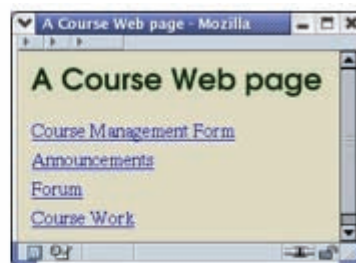 A Course Web page - Mozilla
A Course Web page
Course Management Form
Announcements
Forum
Course Work